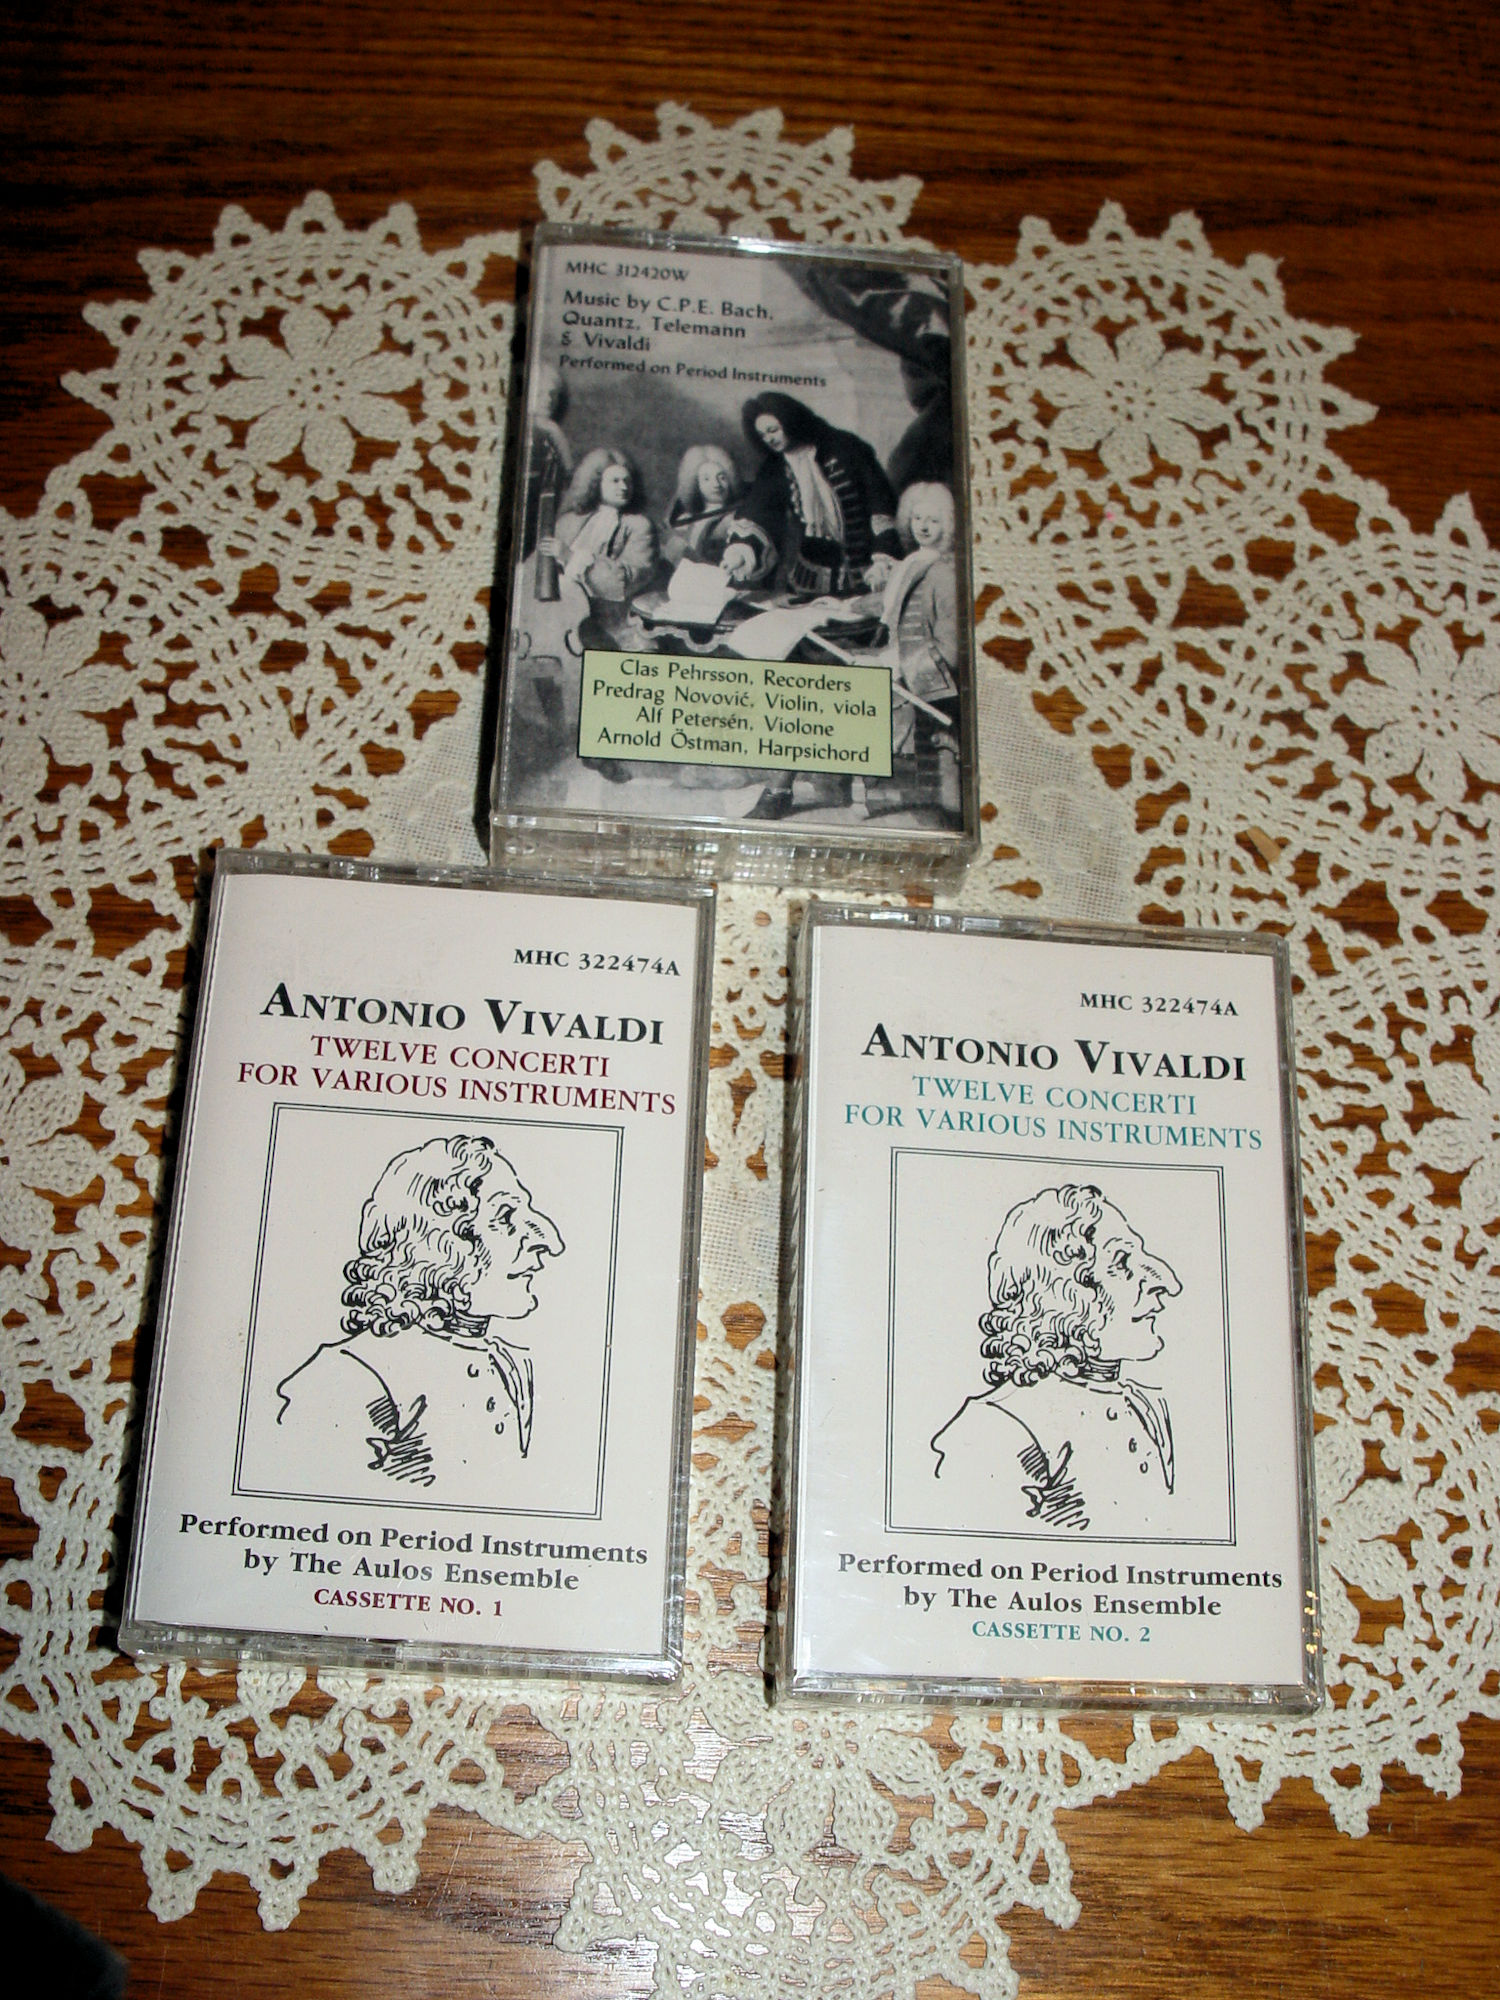 MHC 312420W
Music by C.P.E. Bach,
Quantz, Telemann
& Vivaldi
Performed on Period Instruments
Clas Pehrsson, Recorders
Predrag Novović, Violin, viola
Alf Petersén, Violone
Arnold Östman, Harpsichord
MHC 322474A
ANTONIO VIVALDI
TWELVE CONCERTI
FOR VARIOUS INSTRUMENTS
Performed on Period Instruments
by The Aulos Ensemble
CASSETTE NO. 1
MHC 322474A
ANTONIO VIVALDI
TWELVE CONCERTI
FOR VARIOUS INSTRUMENTS
Performed on Period Instruments
by The Aulos Ensemble
CASSETTE NO. 2